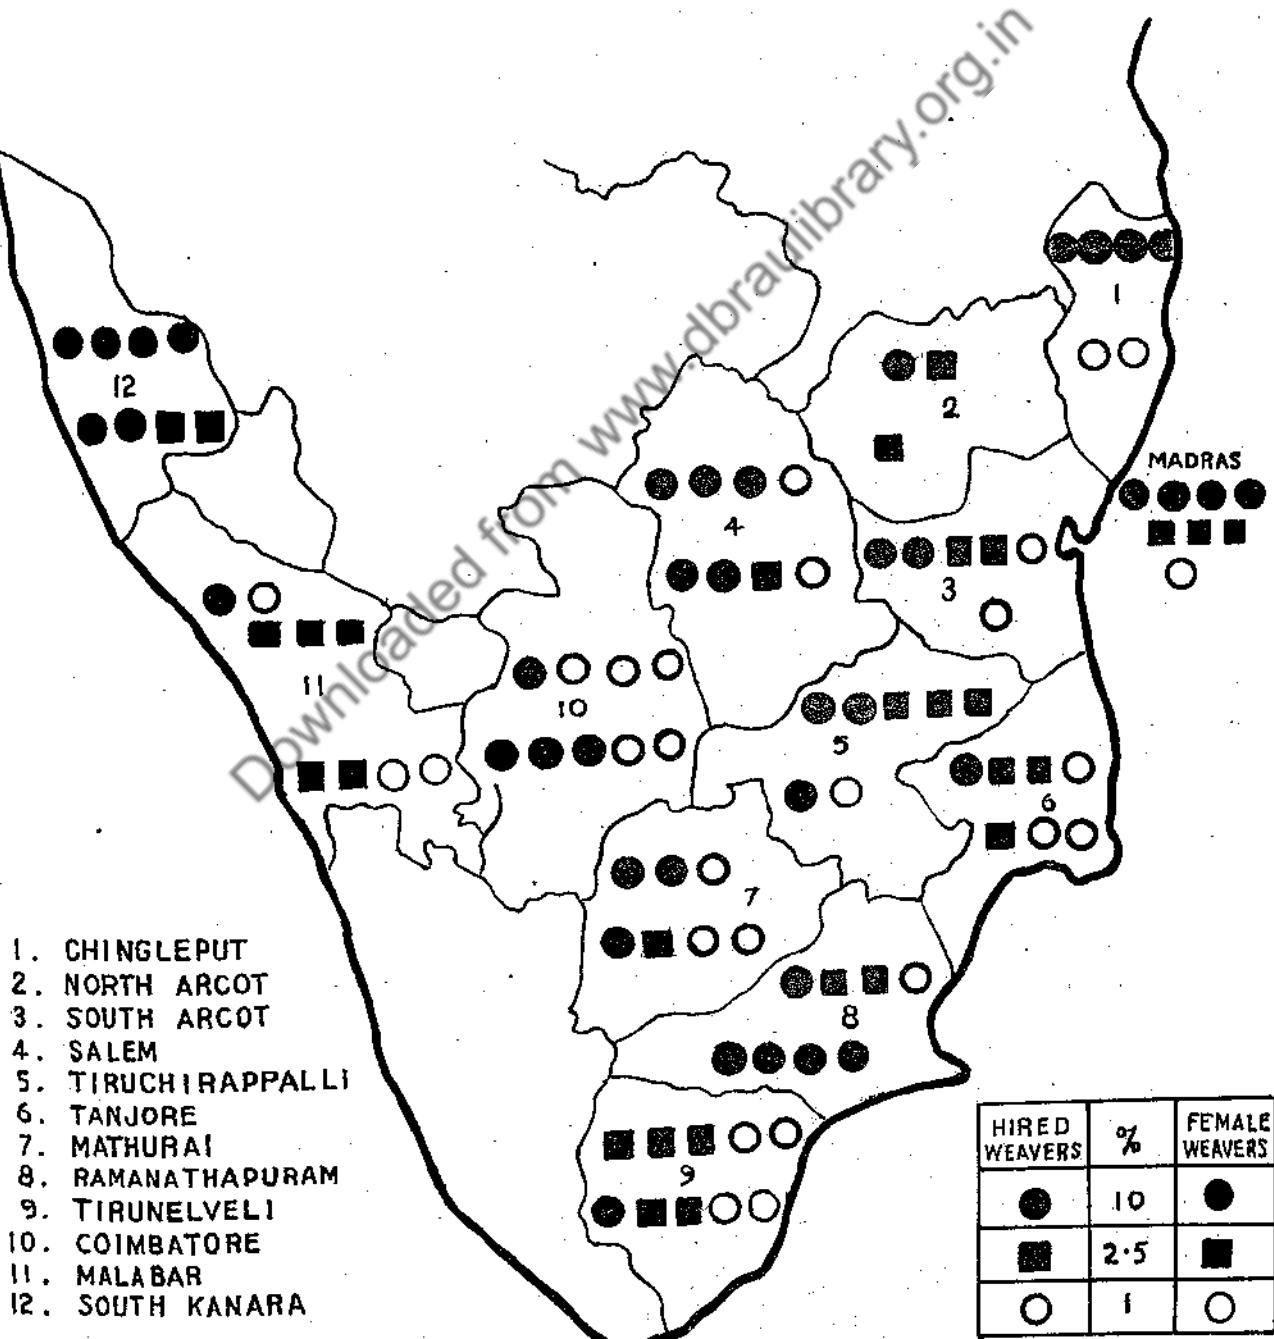 Downloaded from www.dbraulibrary.org.in
1
12
2
MADRAS
4
3
11
10
5
6
7
8
9
1. CHINGLEPUT
2. NORTH ARCOT
3. SOUTH ARCOT
4. SALEM
5. TIRUCHIRAPPALLI
6. TANJORE
7. MATHURAI
8. RAMANATHAPURAM
9. TIRUNELVELI
10. COIMBATORE
11. MALABAR
12. SOUTH KANARA
HIRED WEAVERS % FEMALE WEAVERS
10
2.5
1